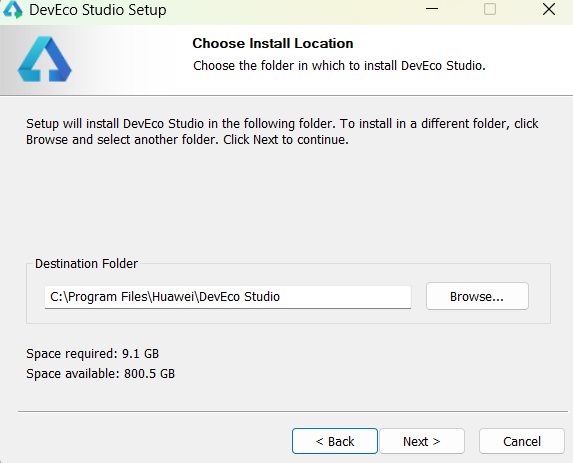 DevEco Studio Setup
Choose Install Location
Choose the folder in which to install DevEco Studio.
Setup will install DevEco Studio in the following folder. To install in a different folder, click
Browse and select another folder. Click Next to continue.
Destination Folder
C:\Program Files\Huawei\DevEco Studio
Browse...
Space required: 9.1 GB
Space available: 800.5 GB
< Back
Next >
Cancel